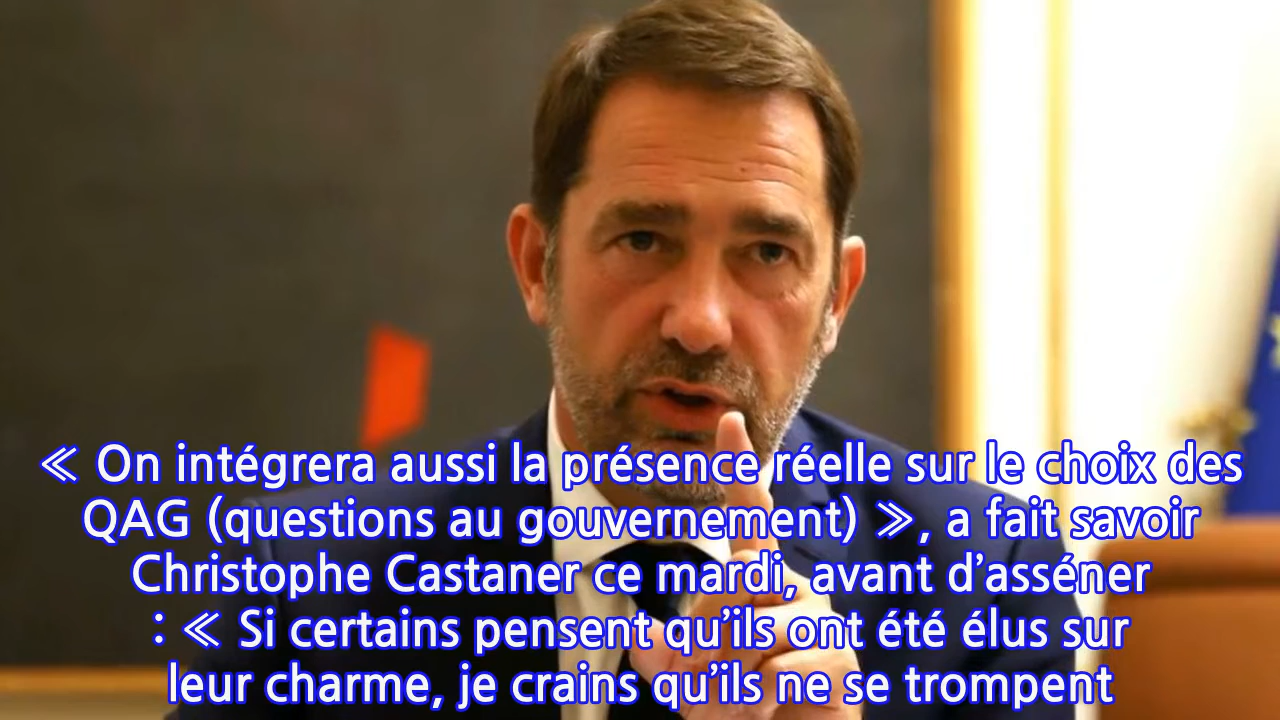 ≪ On intégrera aussi la présence réelle sur le choix des
QAG (questions au gouvernement) ≫, a fait savoir
Christophe Castaner ce mardi, avant d’asséner
: ≪ Si certains pensent qu’ils ont été élus sur
leur charme, je crains qu’ils ne se trompent